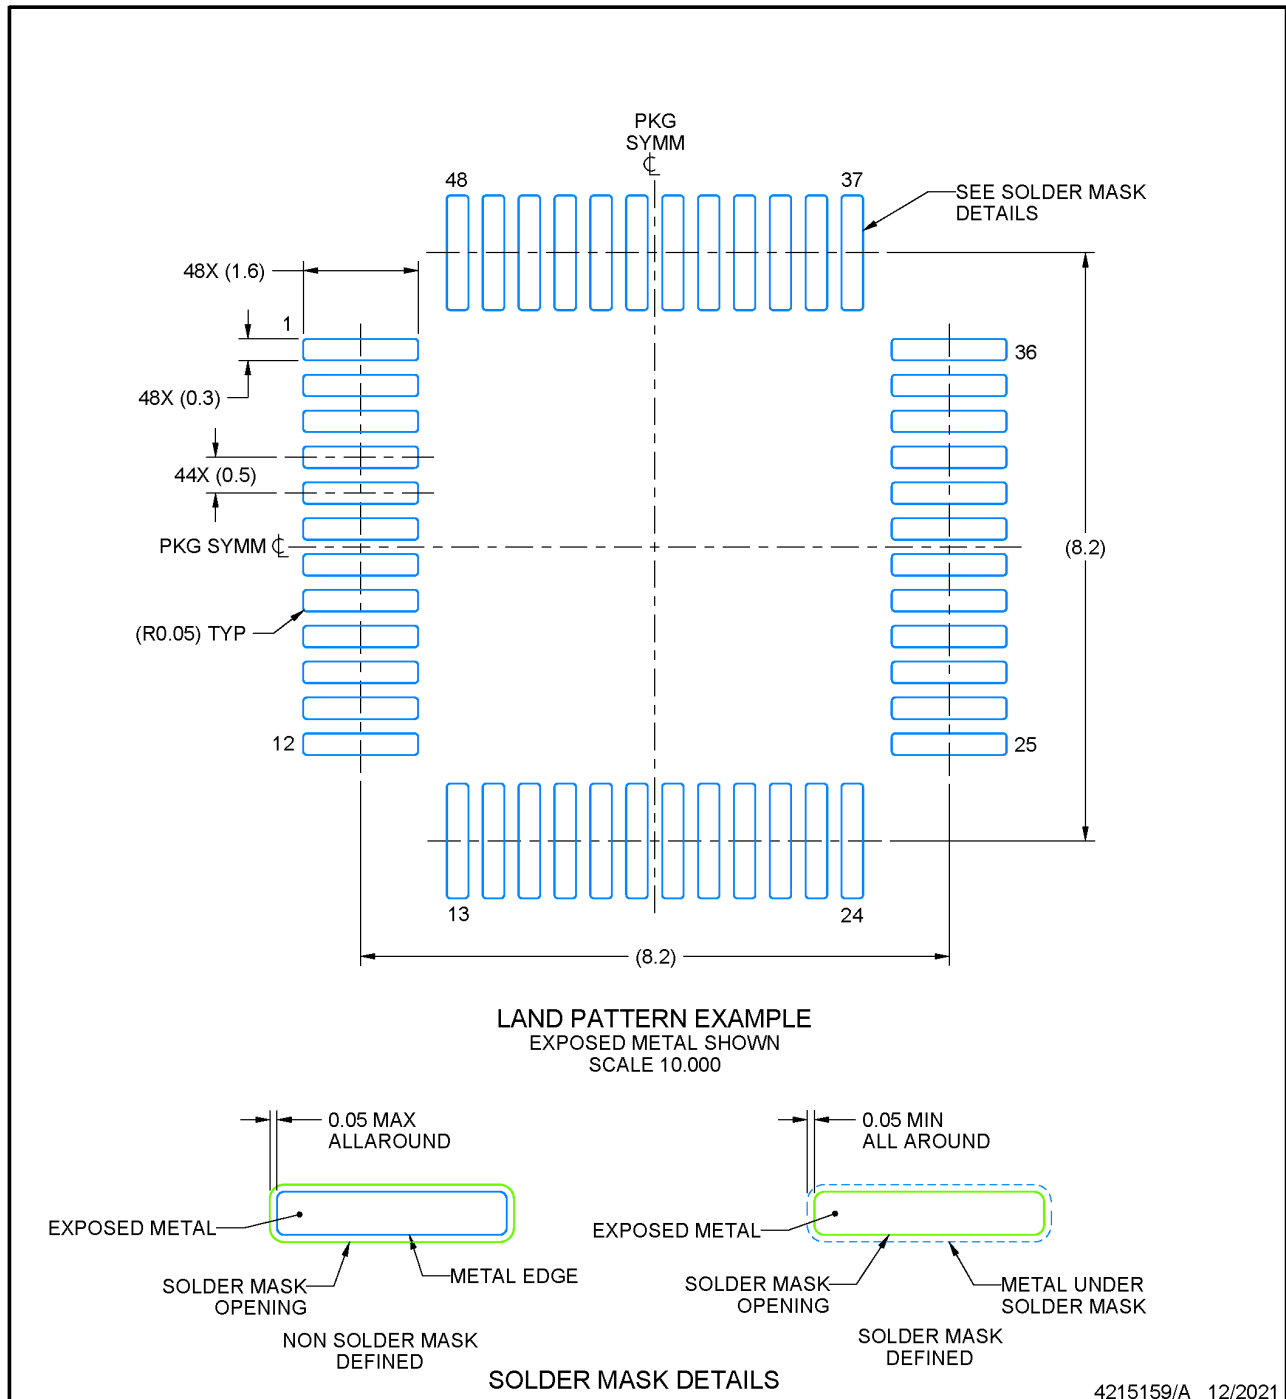 PKG
SYMM
℄
48
37
SEE SOLDER MASK
DETAILS
48X (1.6)
1
36
48X (0.3)
44X (0.5)
PKG SYMM ℄
(8.2)
(R0.05) TYP
12
25
13
24
(8.2)
LAND PATTERN EXAMPLE
EXPOSED METAL SHOWN
SCALE 10.000
0.05 MAX
ALLAROUND
0.05 MIN
ALL AROUND
EXPOSED METAL
EXPOSED METAL
SOLDER MASK
OPENING
METAL EDGE
SOLDER MASK
OPENING
METAL UNDER
SOLDER MASK
NON SOLDER MASK
DEFINED
SOLDER MASK
DEFINED
SOLDER MASK DETAILS
4215159/A 12/2021